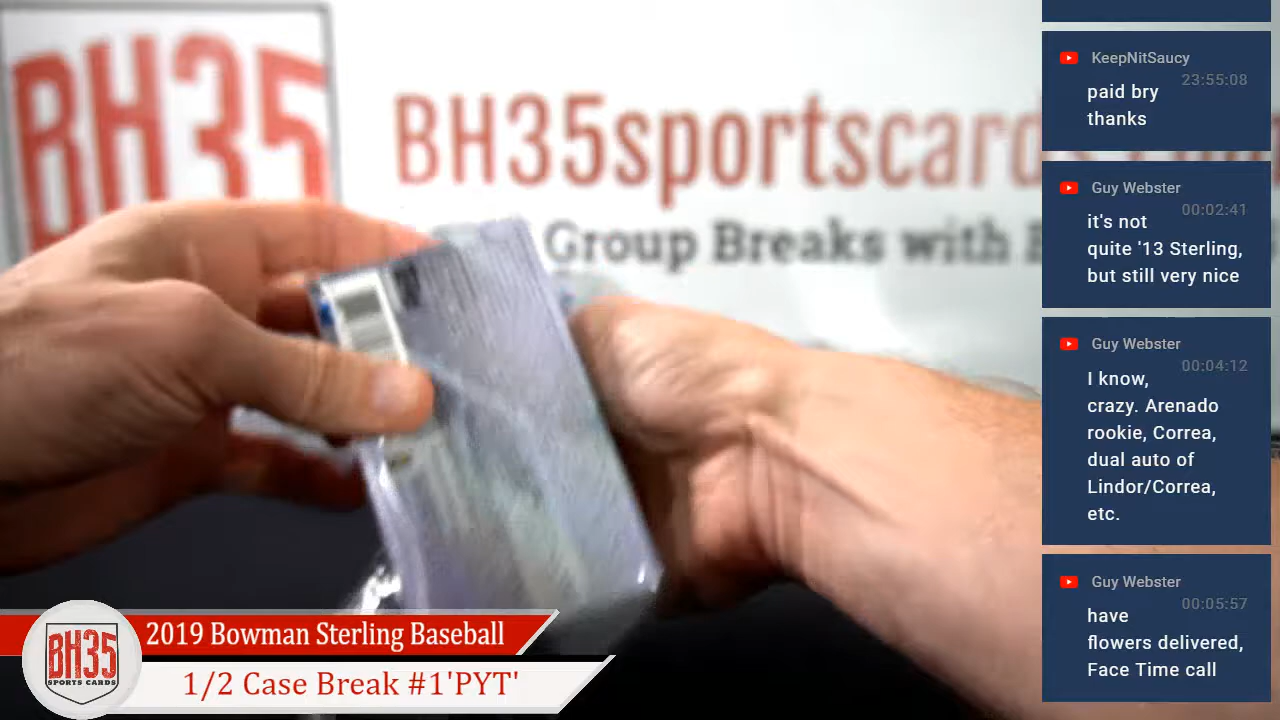 BH35
BH35sportscards
Group Breaks with
KeepNitSaucy
23:55:08
paid bry
thanks
Guy Webster
00:02:41
it's not
quite '13 Sterling,
but still very nice
Guy Webster
00:04:12
I know,
crazy. Arenado
rookie, Correa,
dual auto of
Lindor/Correa,
etc.
Guy Webster
00:05:57
have
flowers delivered,
Face Time call
BH35
SPORTS CARDS
2019 Bowman Sterling Baseball
1/2 Case Break #1'PYT'